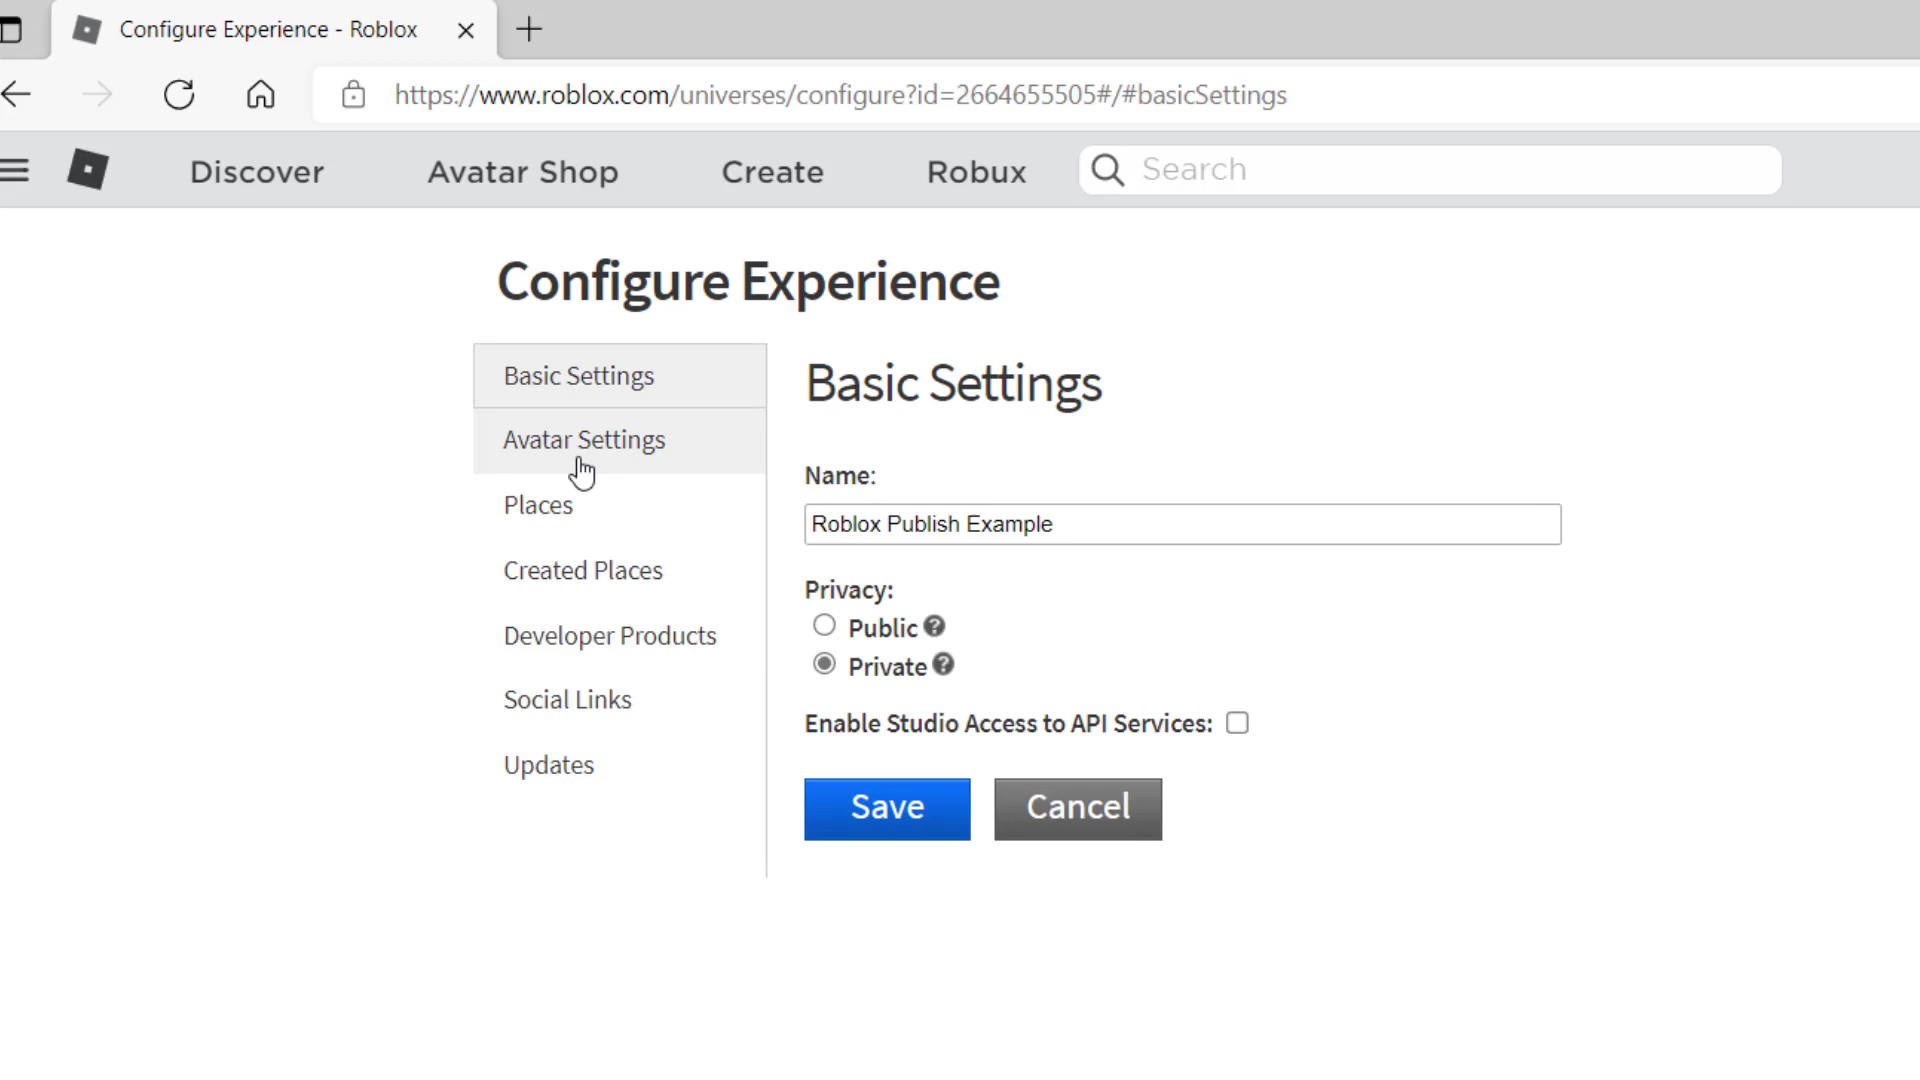 Configure Experience - Roblox
https://www.roblox.com/universes/configure?id=2664655505#/#basicSettings
Discover Avatar Shop Create Robux Search
Configure Experience
Basic Settings
Avatar Settings
Places
Created Places
Developer Products
Social Links
Updates
Basic Settings
Name:
Roblox Publish Example
Privacy:
Public ?
Private ?
Enable Studio Access to API Services:
Save Cancel